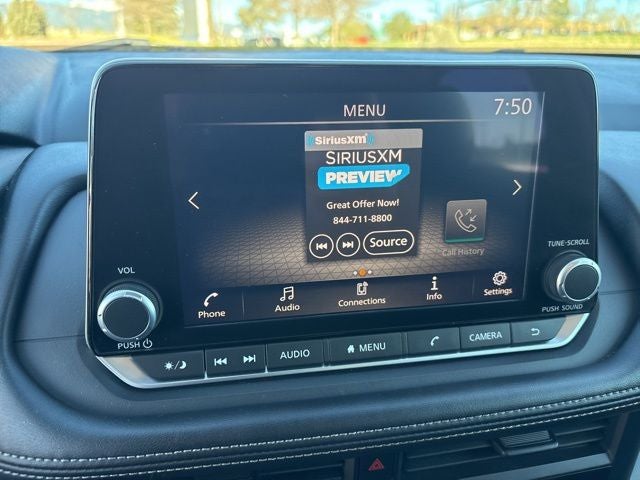 MENU 7:50
SiriusXM
SIRIUSXM
PREVIEW
Great Offer Now!
844-711-8800
Source
Call History
Phone Audio Connections Info Settings
VOL
PUSH
TUNE·SCROLL
PUSH SOUND
AUDIO MENU CAMERA